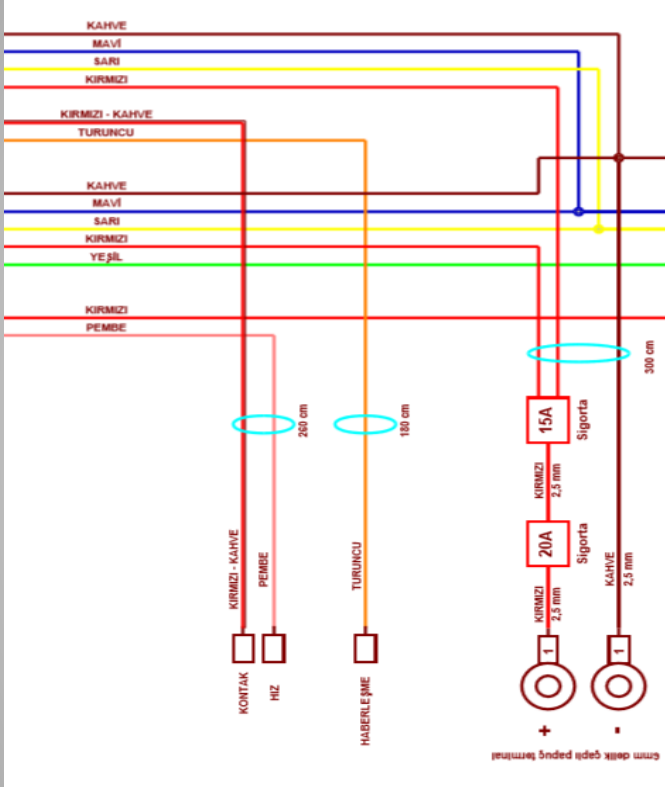 KAHVE
MAVİ
SARI
KIRMIZI
KIRMIZI - KAHVE
TURUNCU
KAHVE
MAVİ
SARI
KIRMIZI
YEŞİL
KIRMIZI
PEMBE
300 cm
260 cm
180 cm
15A
Sigorta
KIRMIZI
2,5 mm
20A
Sigorta
KIRMIZI - KAHVE
PEMBE
TURUNCU
KIRMIZI
2,5 mm
KAHVE
2,5 mm
1
1
KONTAK
HIZ
HABERLEŞME
+
-
6mm delik çaplı papuç terminal